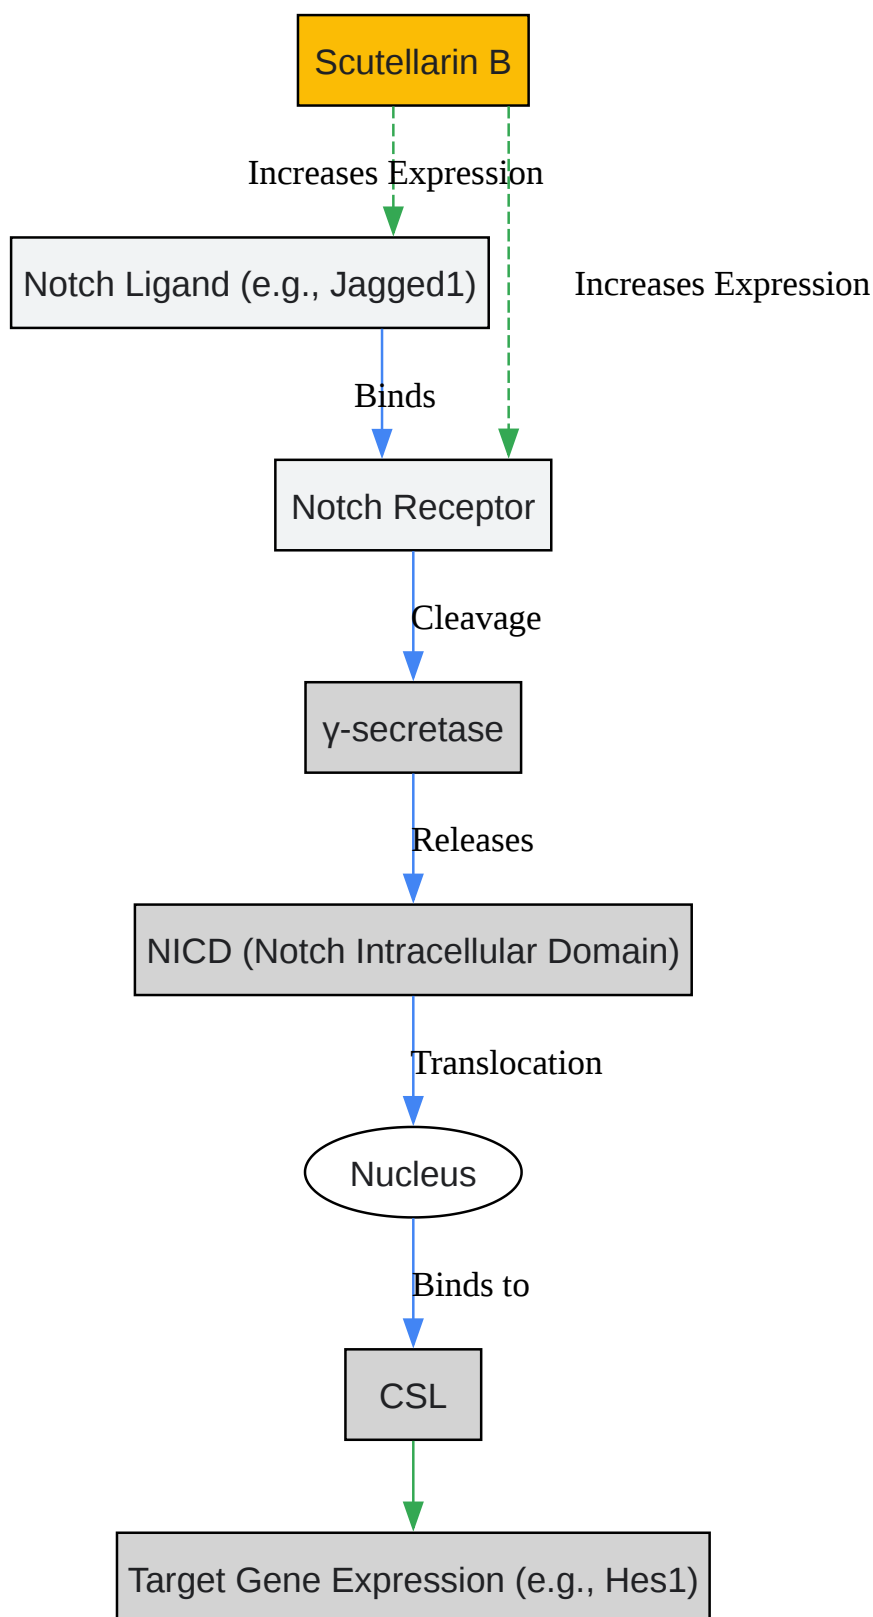 Scutellarin B
Increases Expression
Notch Ligand (e.g., Jagged1)
Increases Expression
Binds
Notch Receptor
Cleavage
γ-secretase
Releases
NICD (Notch Intracellular Domain)
Translocation
Nucleus
Binds to
CSL
Target Gene Expression (e.g., Hes1)